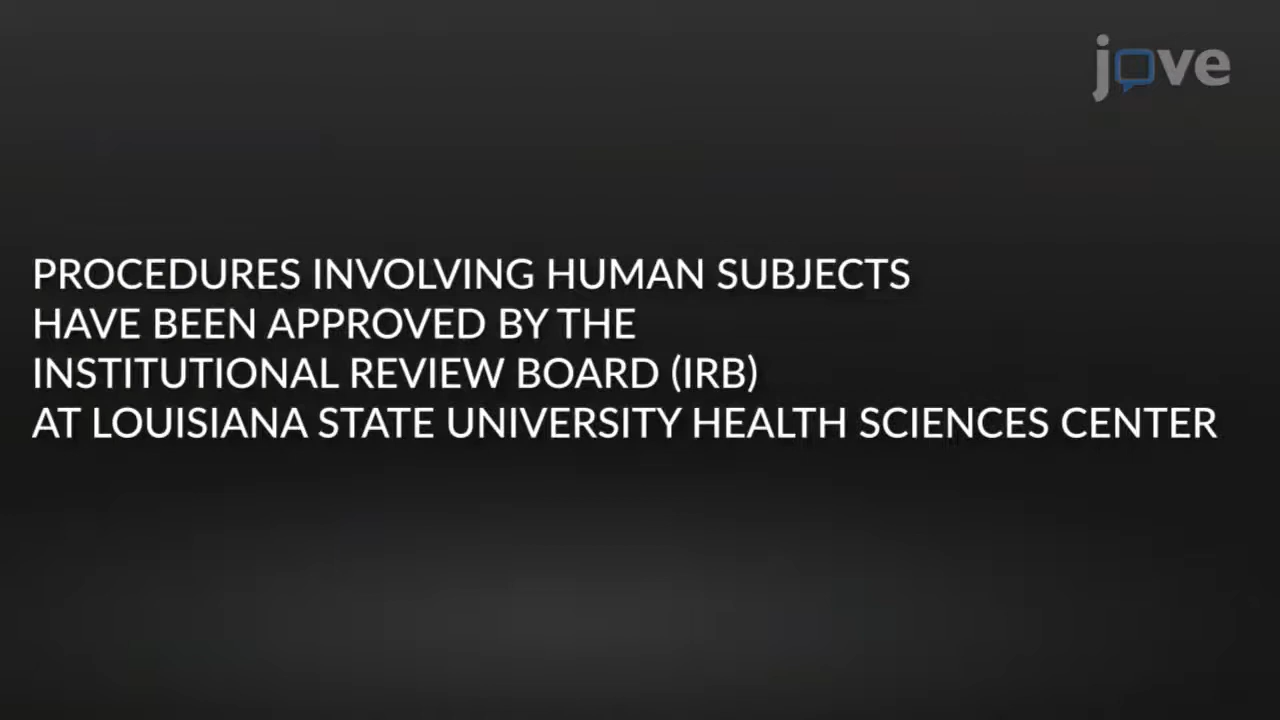 jove
PROCEDURES INVOLVING HUMAN SUBJECTS
HAVE BEEN APPROVED BY THE
INSTITUTIONAL REVIEW BOARD (IRB)
AT LOUISIANA STATE UNIVERSITY HEALTH SCIENCES CENTER